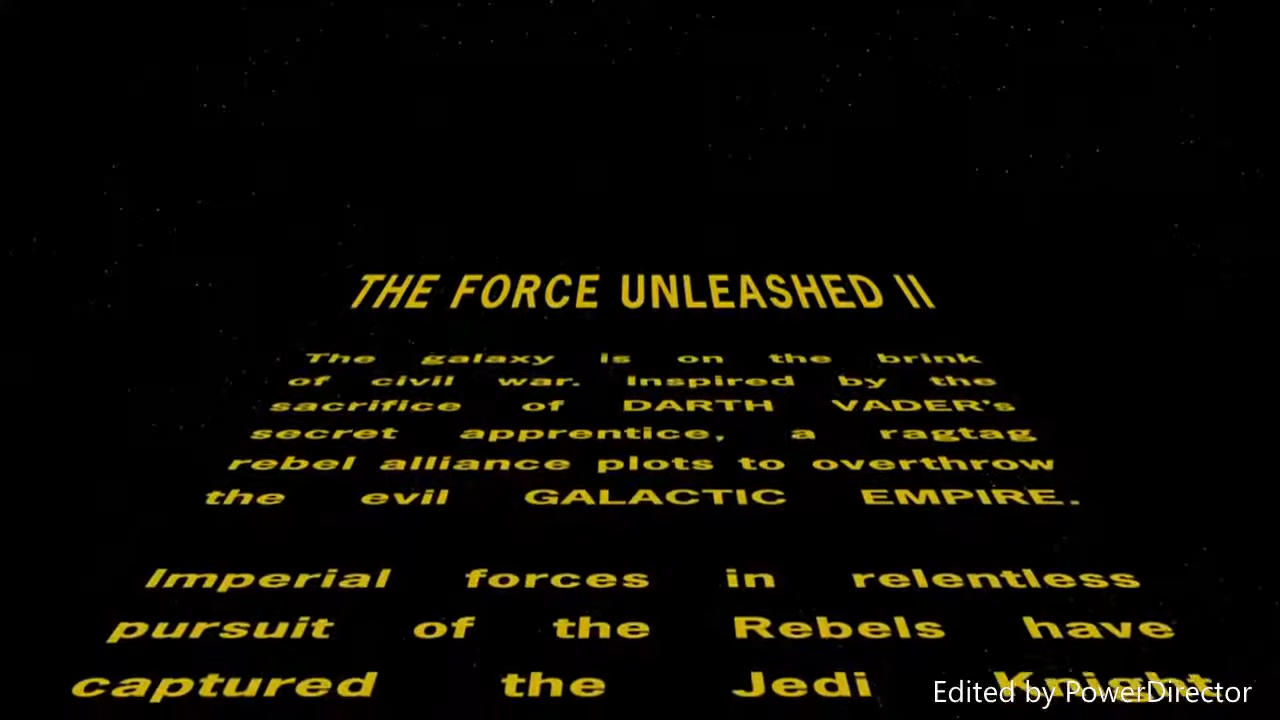 THE FORCE UNLEASHED II
The galaxy is on the brink
of civil war. Inspired by the
sacrifice of DARTH VADER's
secret apprentice, a ragtag
rebel alliance plots to overthrow
the evil GALACTIC EMPIRE.
Imperial forces in relentless
pursuit of the Rebels have
captured the Jedi Knight
Edited by PowerDirector